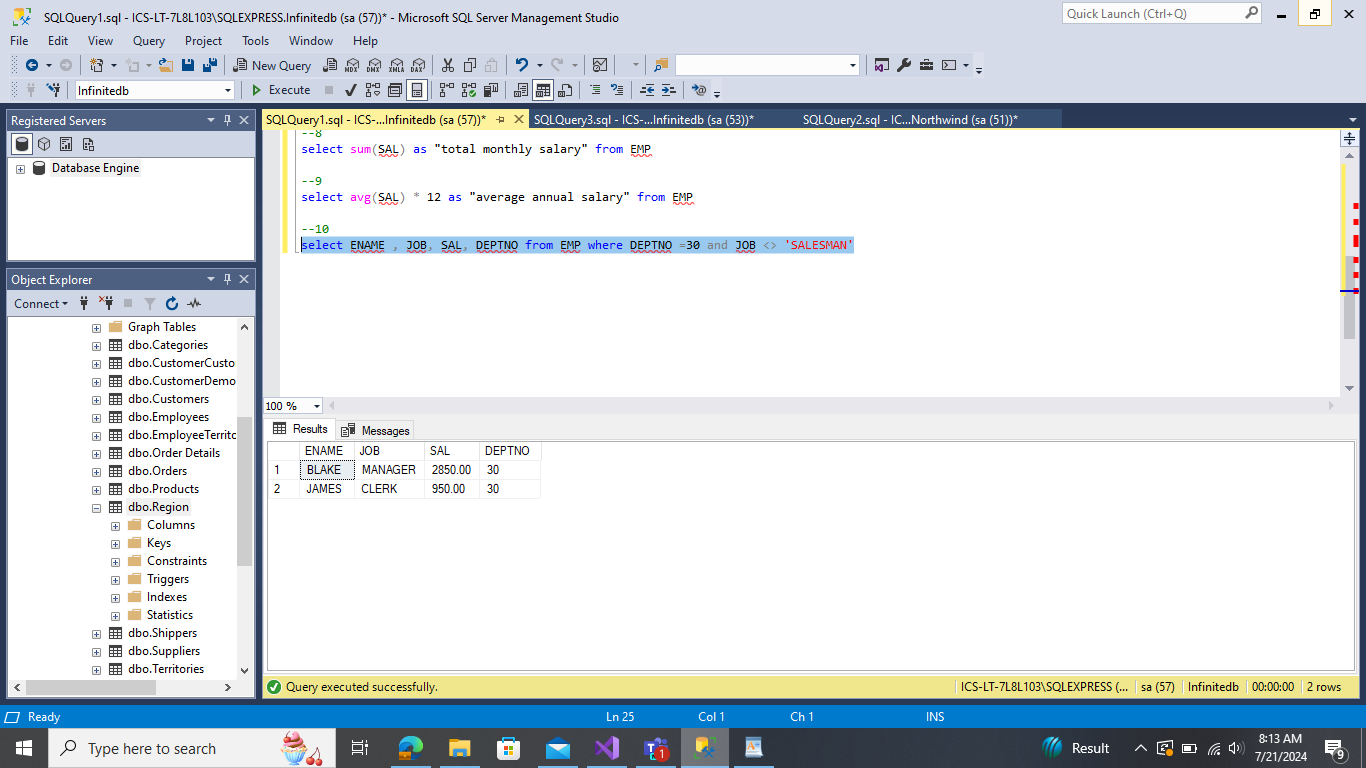 SQLQuery1.sql - ICS-LT-7L8L103\SQLEXPRESS.Infinitedb (sa (57))* - Microsoft SQL Server Management Studio
Quick Launch (Ctrl+Q)
File Edit View Query Project Tools Window Help
New Query
MDX DMX XMLA DAX
Infinitedb
Execute
Registered Servers
Database Engine
Object Explorer
Connect
Graph Tables
dbo.Categories
dbo.CustomerCusto
dbo.CustomerDemo
dbo.Customers
dbo.Employees
dbo.EmployeeTerritc
dbo.Order Details
dbo.Orders
dbo.Products
dbo.Region
Columns
Keys
Constraints
Triggers
Indexes
Statistics
dbo.Shippers
dbo.Suppliers
dbo.Territories
SQLQuery1.sql - ICS-...Infinitedb (sa (57))*
SQLQuery3.sql - ICS-...Infinitedb (sa (53))*
SQLQuery2.sql - IC...Northwind (sa (51))*
--8
select sum(SAL) as "total monthly salary" from EMP
--9
select avg(SAL) * 12 as "average annual salary" from EMP
--10
select ENAME , JOB, SAL, DEPTNO from EMP where DEPTNO =30 and JOB <> 'SALESMAN'
100 %
Results Messages
ENAME JOB SAL DEPTNO
1 BLAKE MANAGER 2850.00 30
2 JAMES CLERK 950.00 30
Query executed successfully.
ICS-LT-7L8L103\SQLEXPRESS (... sa (57) Infinitedb 00:00:00 2 rows
Ready
Ln 25 Col 1 Ch 1 INS
Type here to search
1
Result
8:13 AM
7/21/2024
9